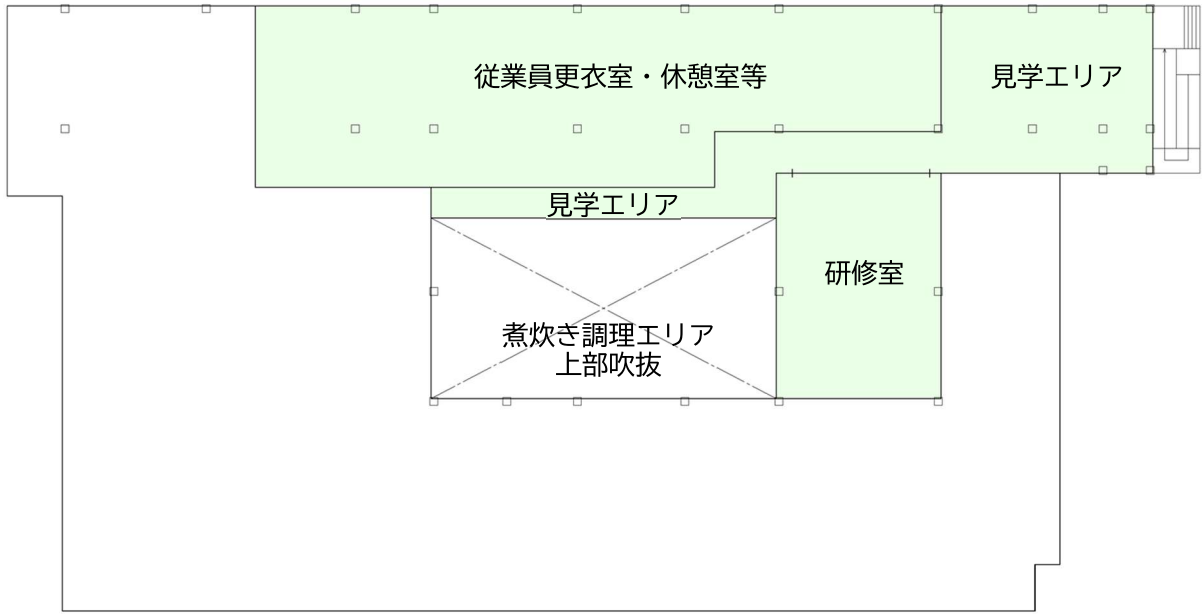 従業員更衣室・休憩室等
見学エリア
見学エリア
研修室
煮炊き調理エリア
上部吹抜